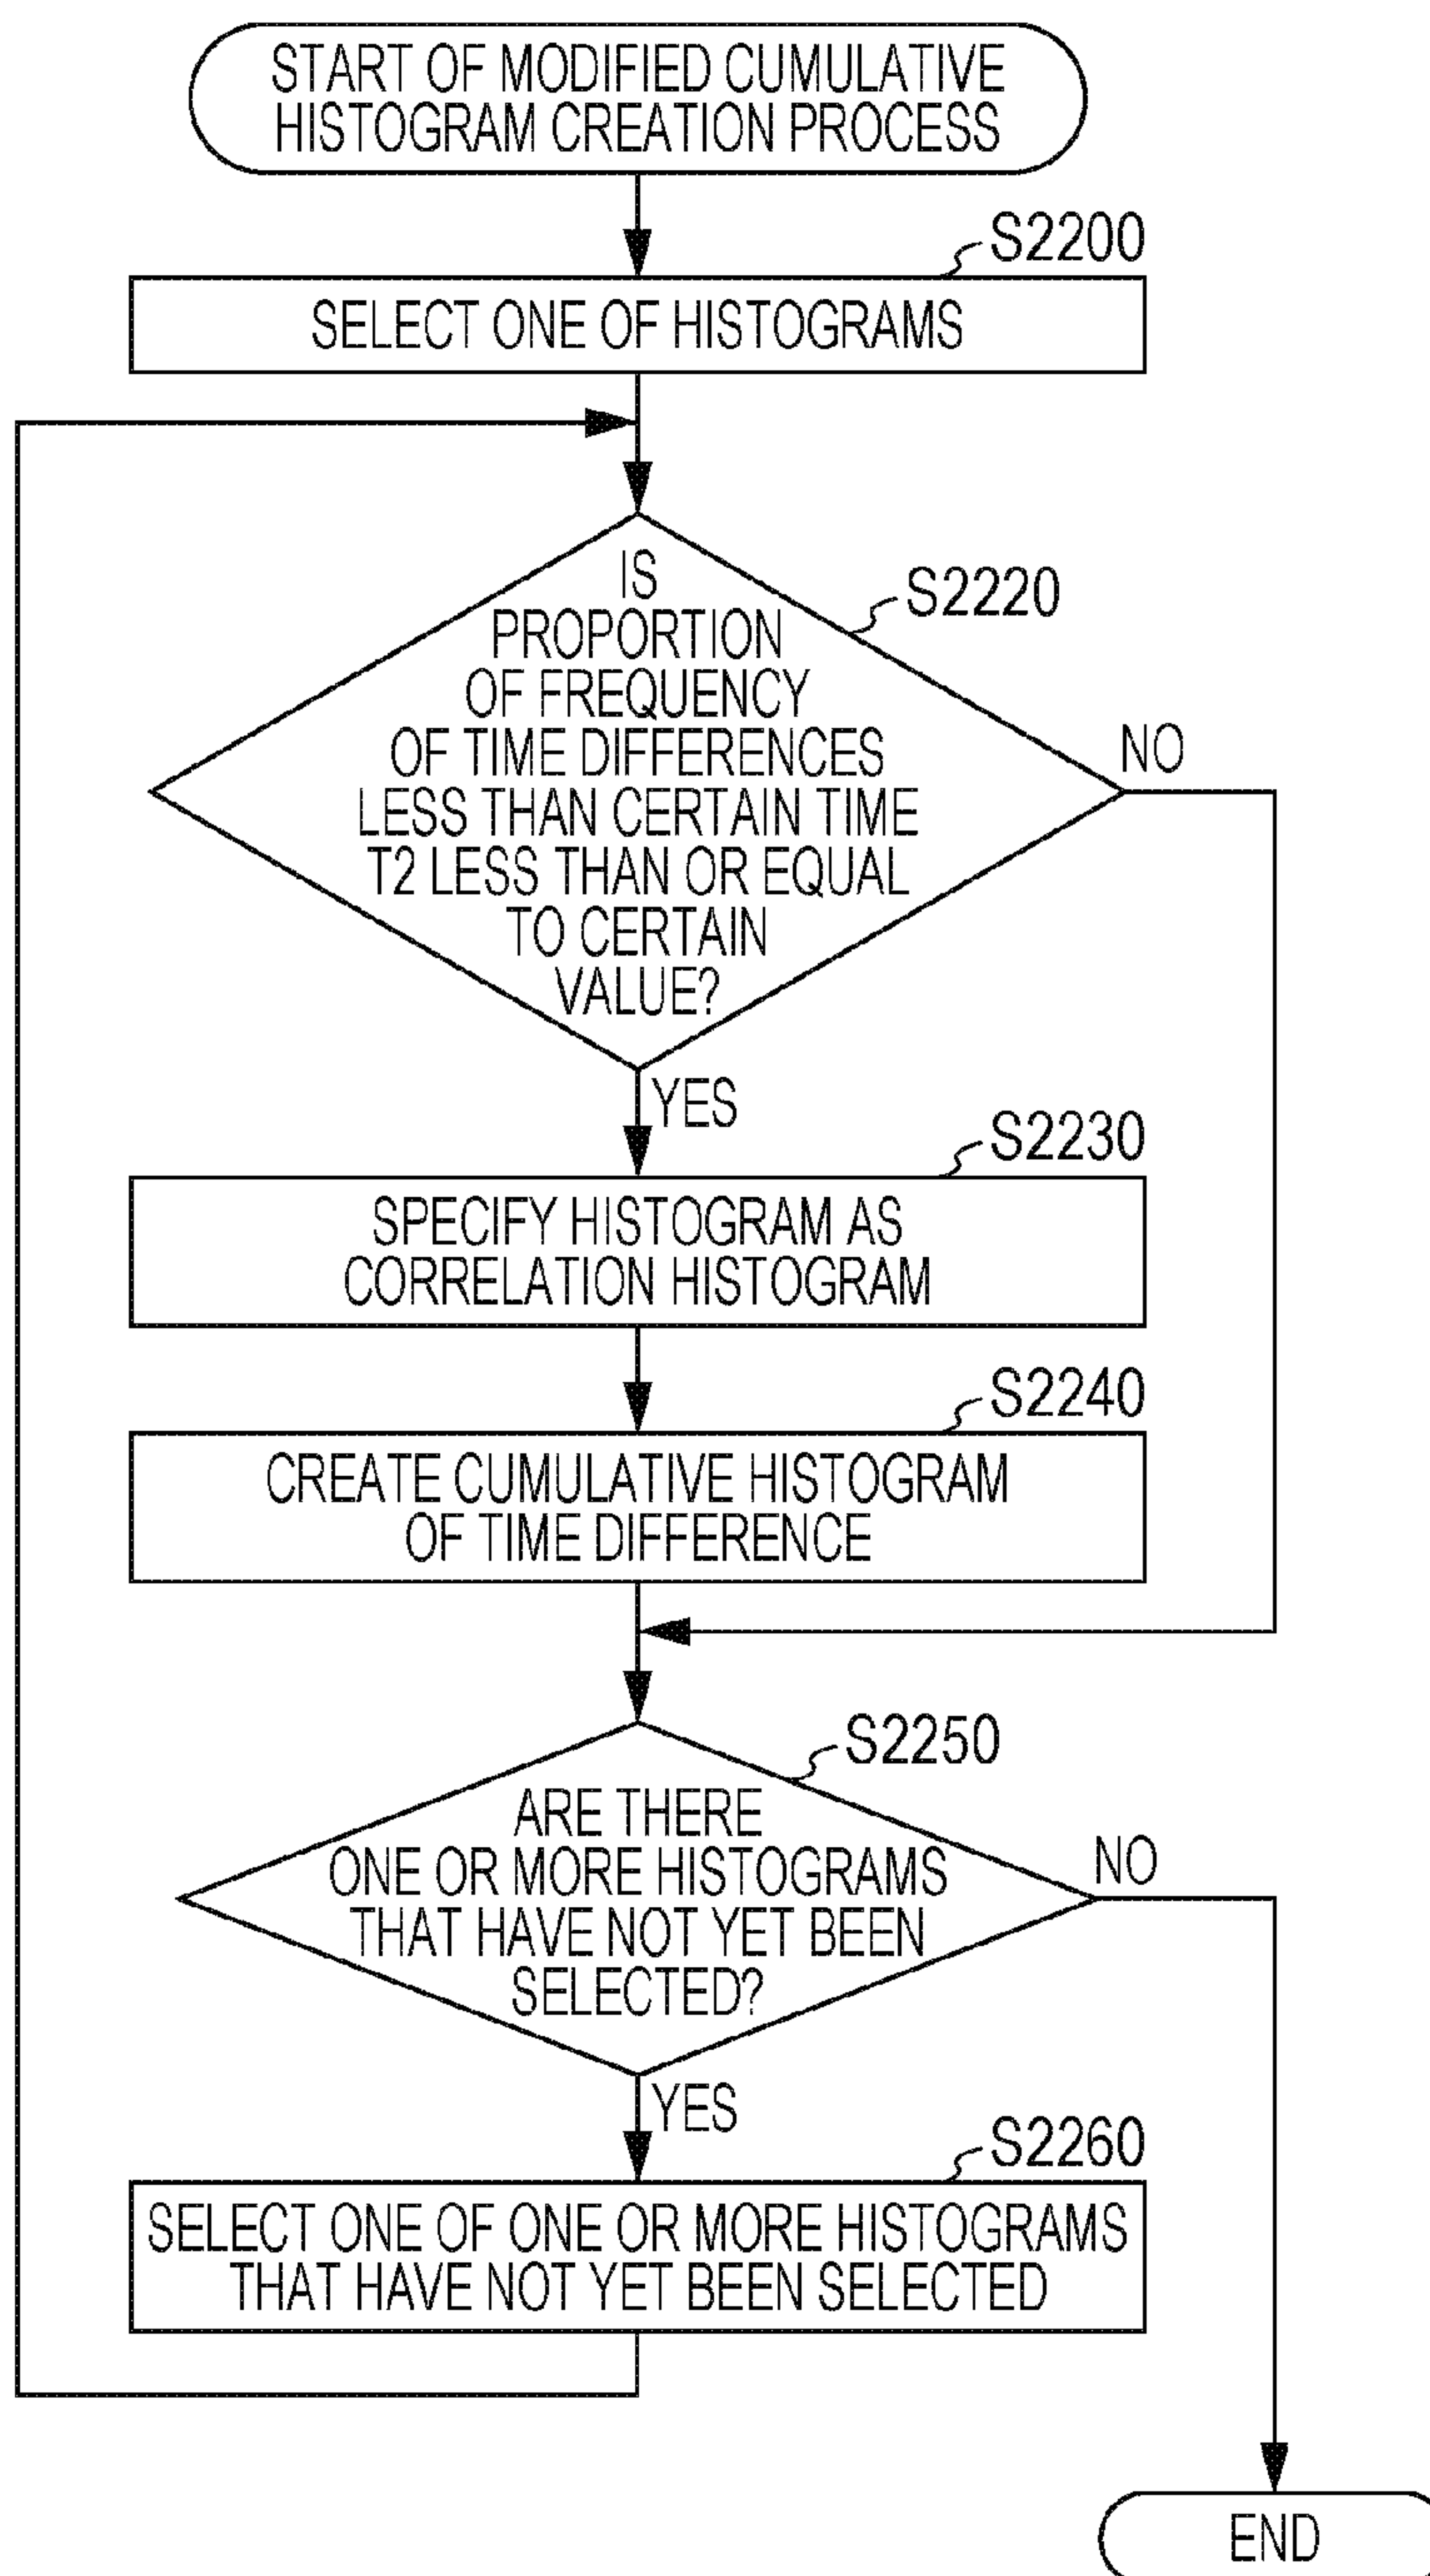 START OF MODIFIED CUMULATIVE
HISTOGRAM CREATION PROCESS
S2200
SELECT ONE OF HISTOGRAMS
S2220
IS
PROPORTION
OF FREQUENCY
OF TIME DIFFERENCES
LESS THAN CERTAIN TIME
T2 LESS THAN OR EQUAL
TO CERTAIN
VALUE?
NO
YES
S2230
SPECIFY HISTOGRAM AS
CORRELATION HISTOGRAM
S2240
CREATE CUMULATIVE HISTOGRAM
OF TIME DIFFERENCE
S2250
ARE THERE
ONE OR MORE HISTOGRAMS
THAT HAVE NOT YET BEEN
SELECTED?
NO
YES
S2260
SELECT ONE OF ONE OR MORE HISTOGRAMS
THAT HAVE NOT YET BEEN SELECTED
END